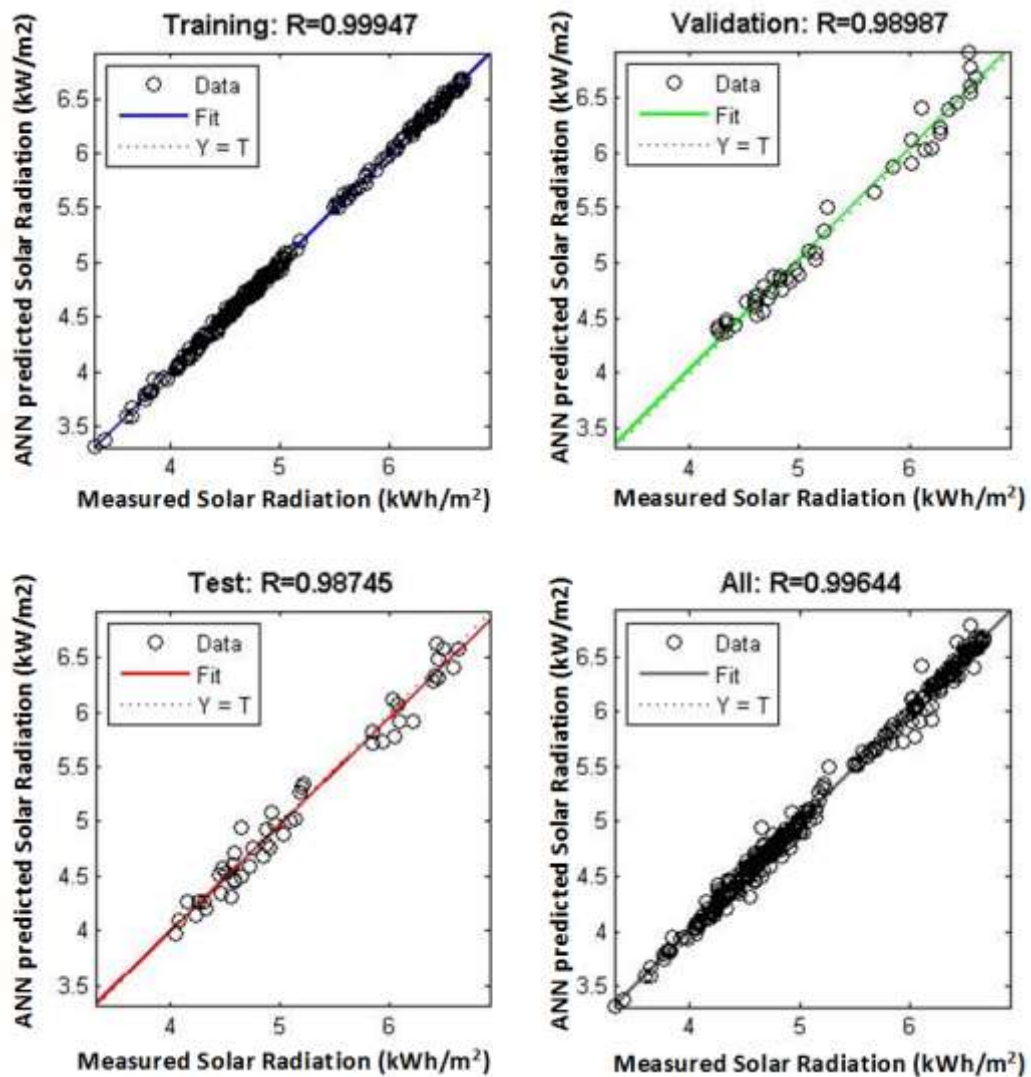 Training: R=0.99947
ANN predicted Solar Radiation (kW/m2)
Data
Fit
Y = T
6.5
6
5.5
5
4.5
4
3.5
4 5 6
Measured Solar Radiation (kWh/m²)
Validation: R=0.98987
ANN predicted Solar Radiation (kW/m2)
Data
Fit
Y = T
6.5
6
5.5
5
4.5
4
3.5
4 5 6
Measured Solar Radiation (kWh/m²)
Test: R=0.98745
ANN predicted Solar Radiation (kW/m2)
Data
Fit
Y = T
6.5
6
5.5
5
4.5
4
3.5
4 5 6
Measured Solar Radiation (kWh/m²)
All: R=0.99644
ANN predicted Solar Radiation (kW/m2)
Data
Fit
Y = T
6.5
6
5.5
5
4.5
4
3.5
4 5 6
Measured Solar Radiation (kWh/m²)